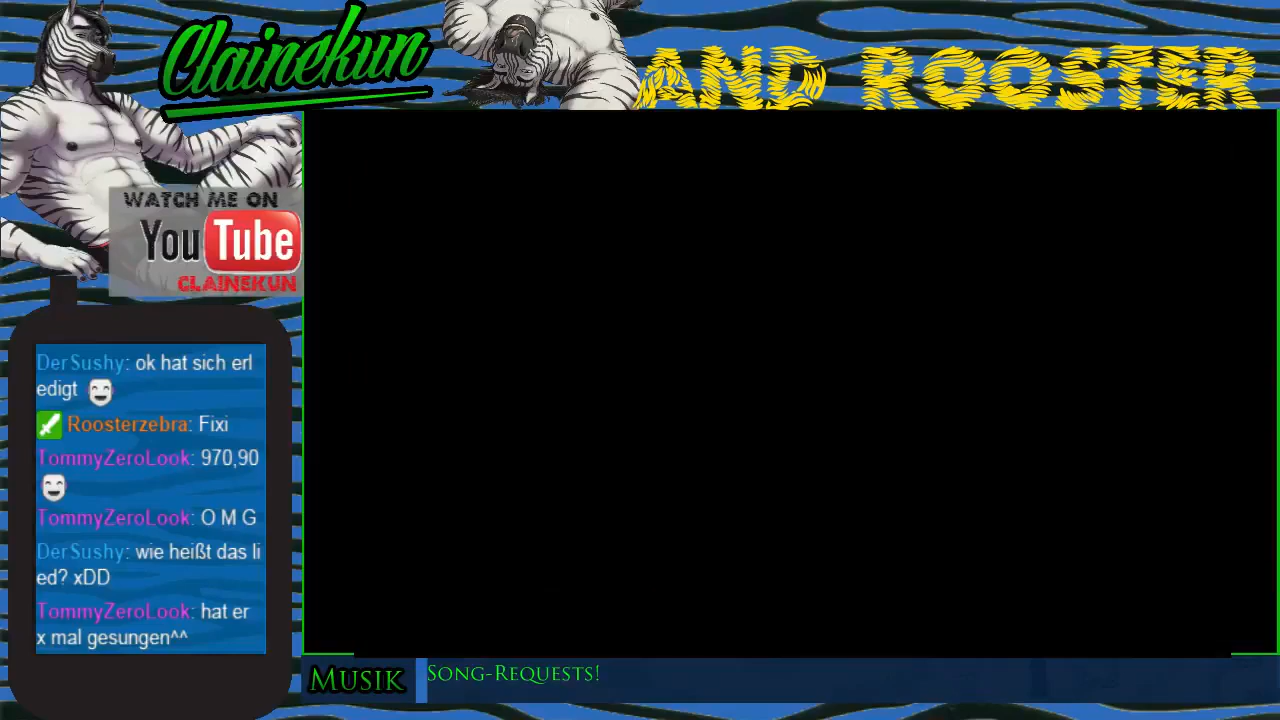 Clainekun
AND ROOSTER
WATCH ME ON
YouTube
CLAINEKUN
DerSushy: ok hat sich erl
edigt
Roosterzebra: Fixi
TommyZeroLook: 970,90
TommyZeroLook: O M G
DerSushy: wie heißt das li
ed? xDD
TommyZeroLook: hat er
x mal gesungen^^
Musik
Song-Requests!